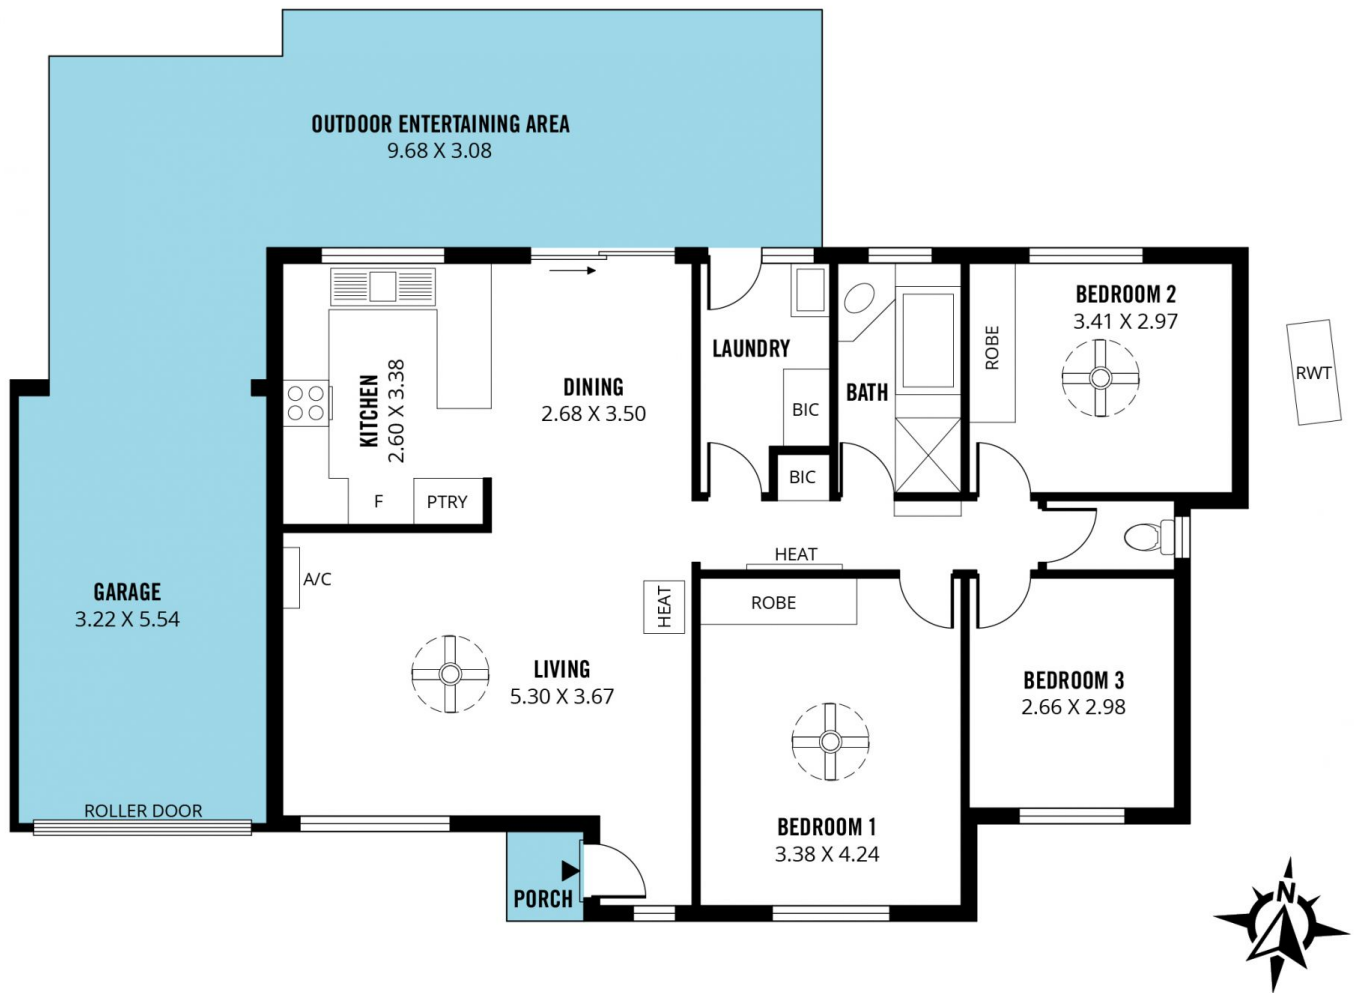 OUTDOOR ENTERTAINING AREA
9.68 X 3.08
BEDROOM 2
3.41 X 2.97
ROBE
LAUNDRY
RWT
KITCHEN
2.60 X 3.38
DINING
2.68 X 3.50
BATH
BIC
BIC
F
PTRY
HEAT
A/C
GARAGE
3.22 X 5.54
HEAT
ROBE
LIVING
5.30 X 3.67
BEDROOM 3
2.66 X 2.98
ROLLER DOOR
BEDROOM 1
3.38 X 4.24
PORCH
N